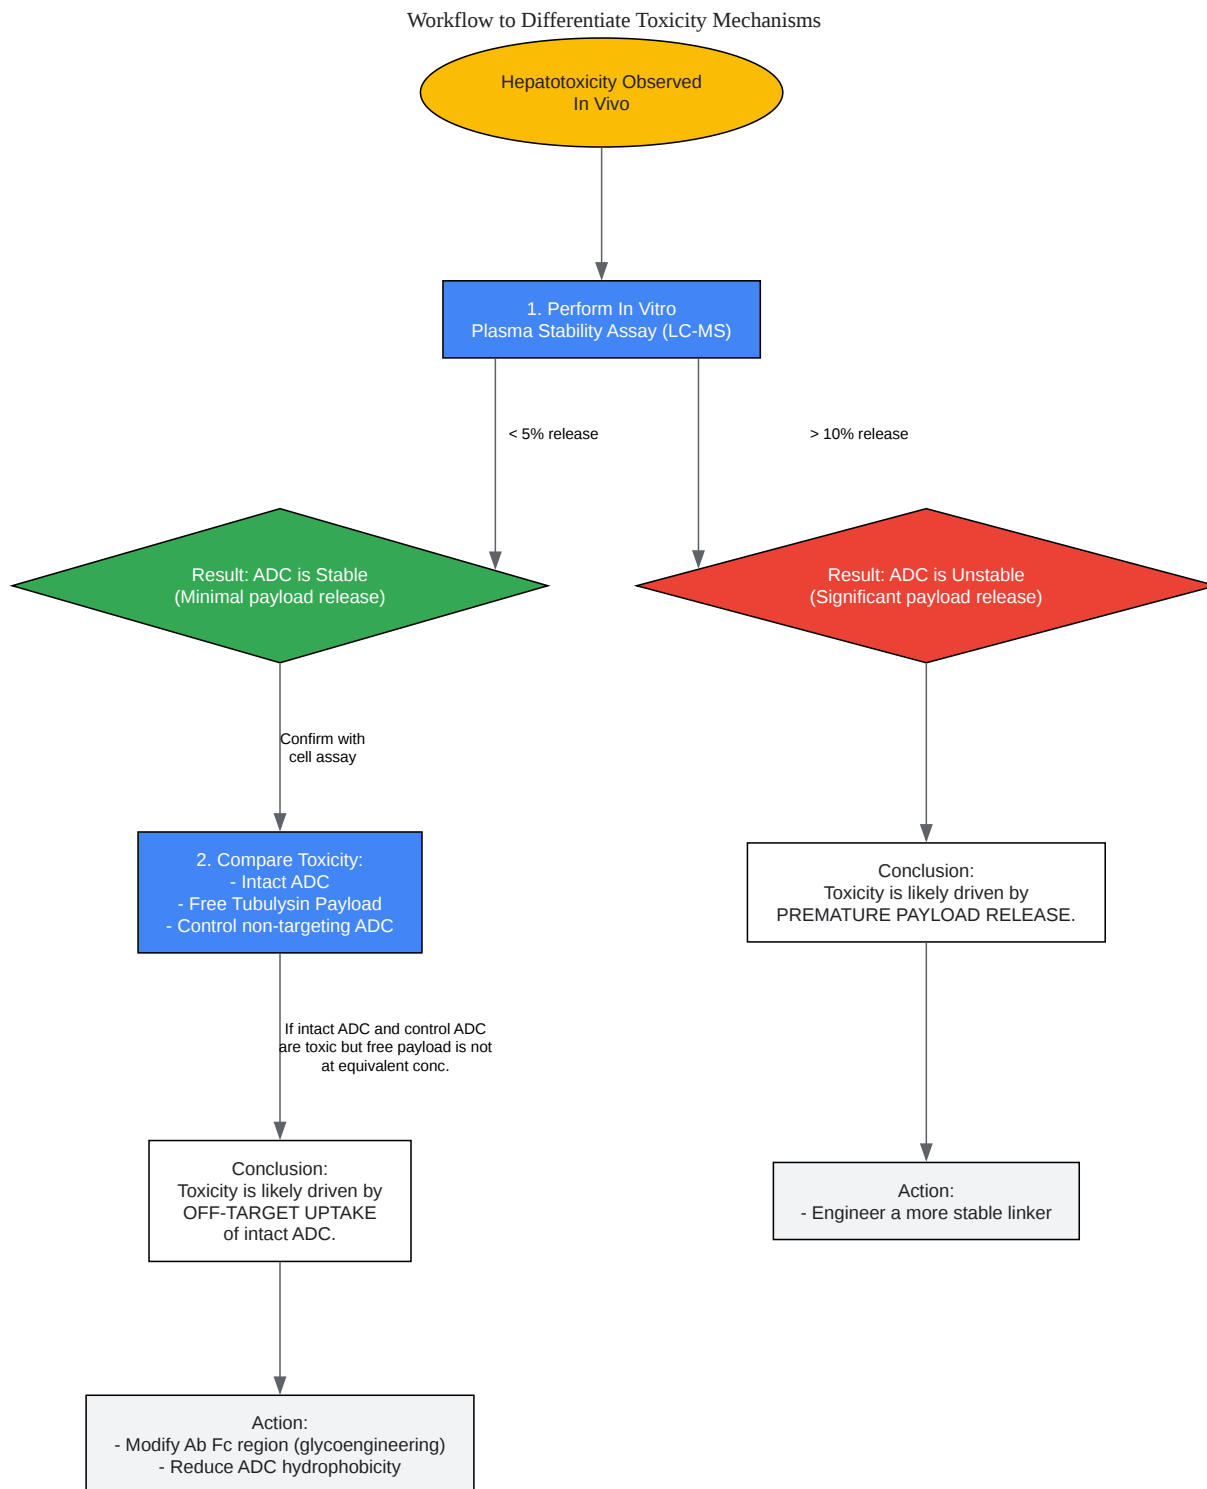 Workflow to Differentiate Toxicity Mechanisms
Hepatotoxicity Observed
In Vivo
1. Perform In Vitro
Plasma Stability Assay (LC-MS)
< 5% release
> 10% release
Result: ADC is Stable
(Minimal payload release)
Result: ADC is Unstable
(Significant payload release)
Confirm with
cell assay
2. Compare Toxicity:
- Intact ADC
- Free Tubulysin Payload
- Control non-targeting ADC
Conclusion:
Toxicity is likely driven by
PREMATURE PAYLOAD RELEASE.
If intact ADC and control ADC
are toxic but free payload is not
at equivalent conc.
Conclusion:
Toxicity is likely driven by
OFF-TARGET UPTAKE
of intact ADC.
Action:
- Engineer a more stable linker
Action:
- Modify Ab Fc region (glycoengineering)
- Reduce ADC hydrophobicity